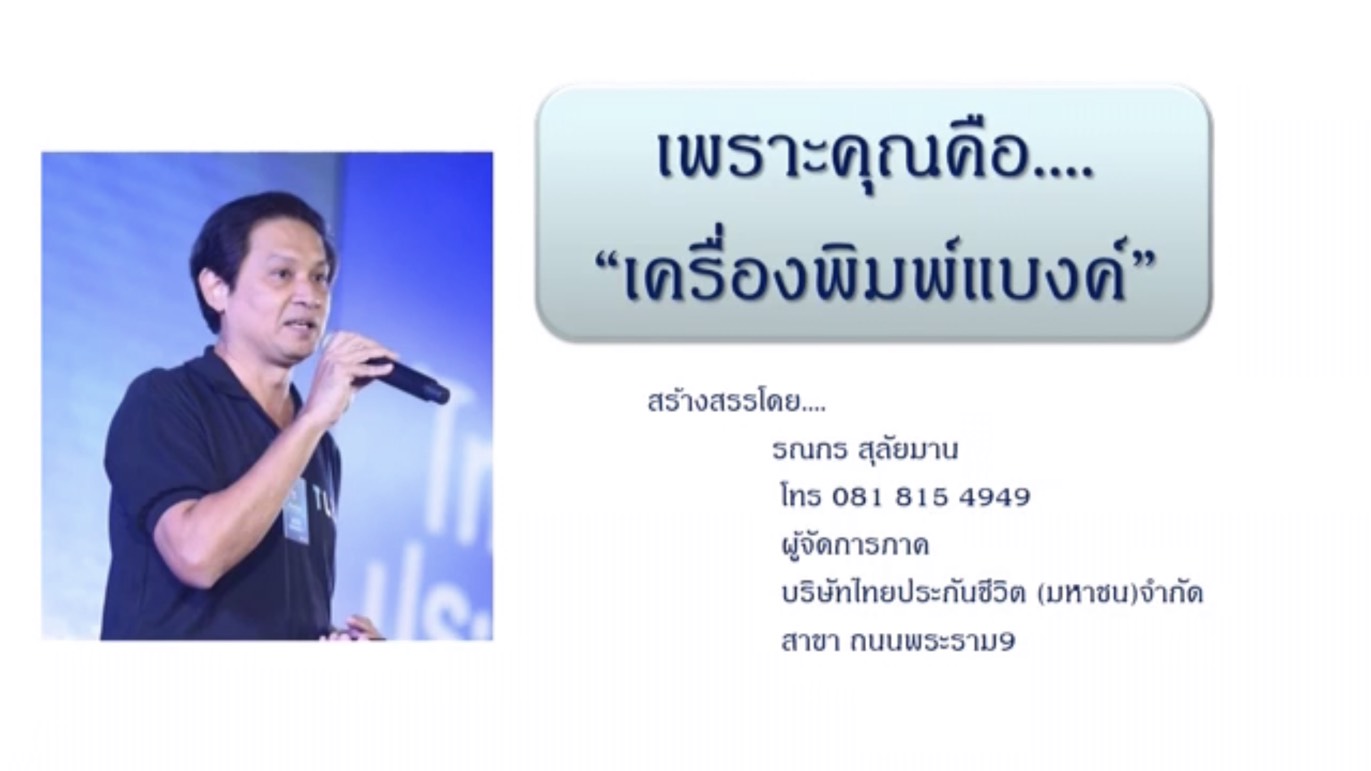 เพราะคุณคือ....
“เครื่องพิมพ์แบงค์”
สร้างสรรโดย....
รณกร สุลัยมาน
โทร 081 815 4949
ผู้จัดการภาค
บริษัทไทยประกันชีวิต (มหาชน)จำกัด
สาขา ถนนพระราม9